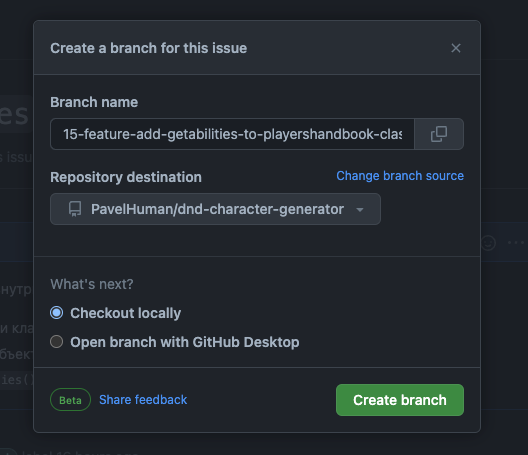 Create a branch for this issue
Branch name
15-feature-add-getabilities-to-playershandbook-clas
Repository destination
Change branch source
PavelHuman/dnd-character-generator
What's next?
Checkout locally
Open branch with GitHub Desktop
Beta
Share feedback
Create branch